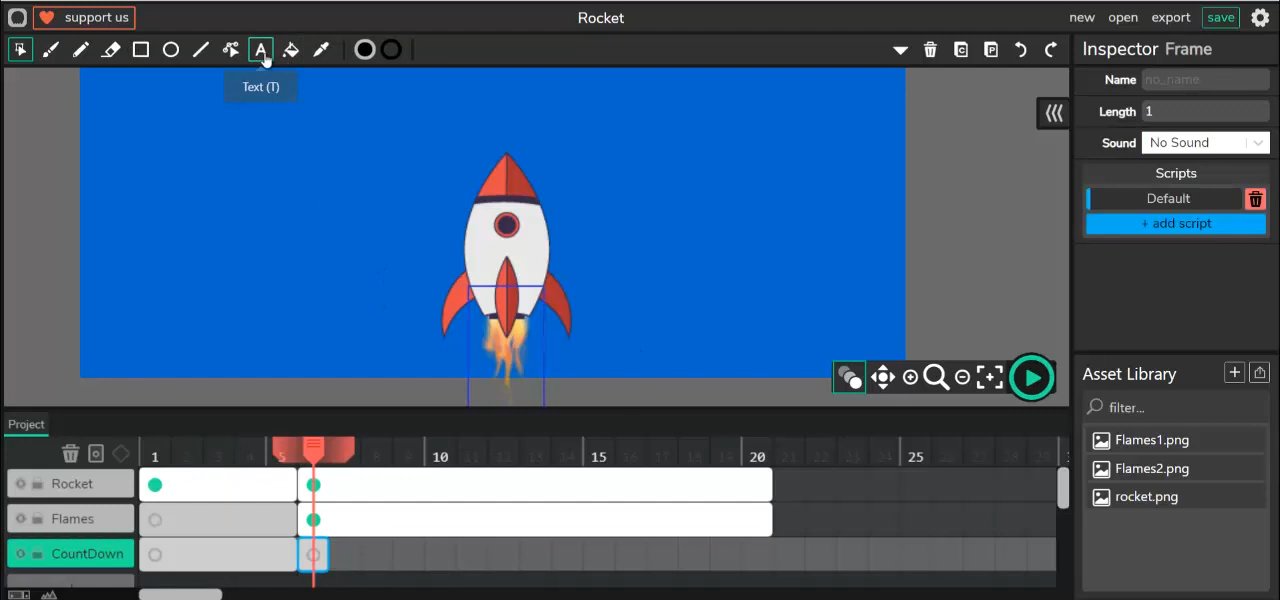 support us
Rocket
new open export save
A
Text (T)
C P
Inspector Frame
Name no_name
Length 1
Sound No Sound
Scripts
Default
+ add script
Asset Library
filter...
Flames1.png
Flames2.png
rocket.png
Project
1 5 10 15 20 25
Rocket
Flames
CountDown